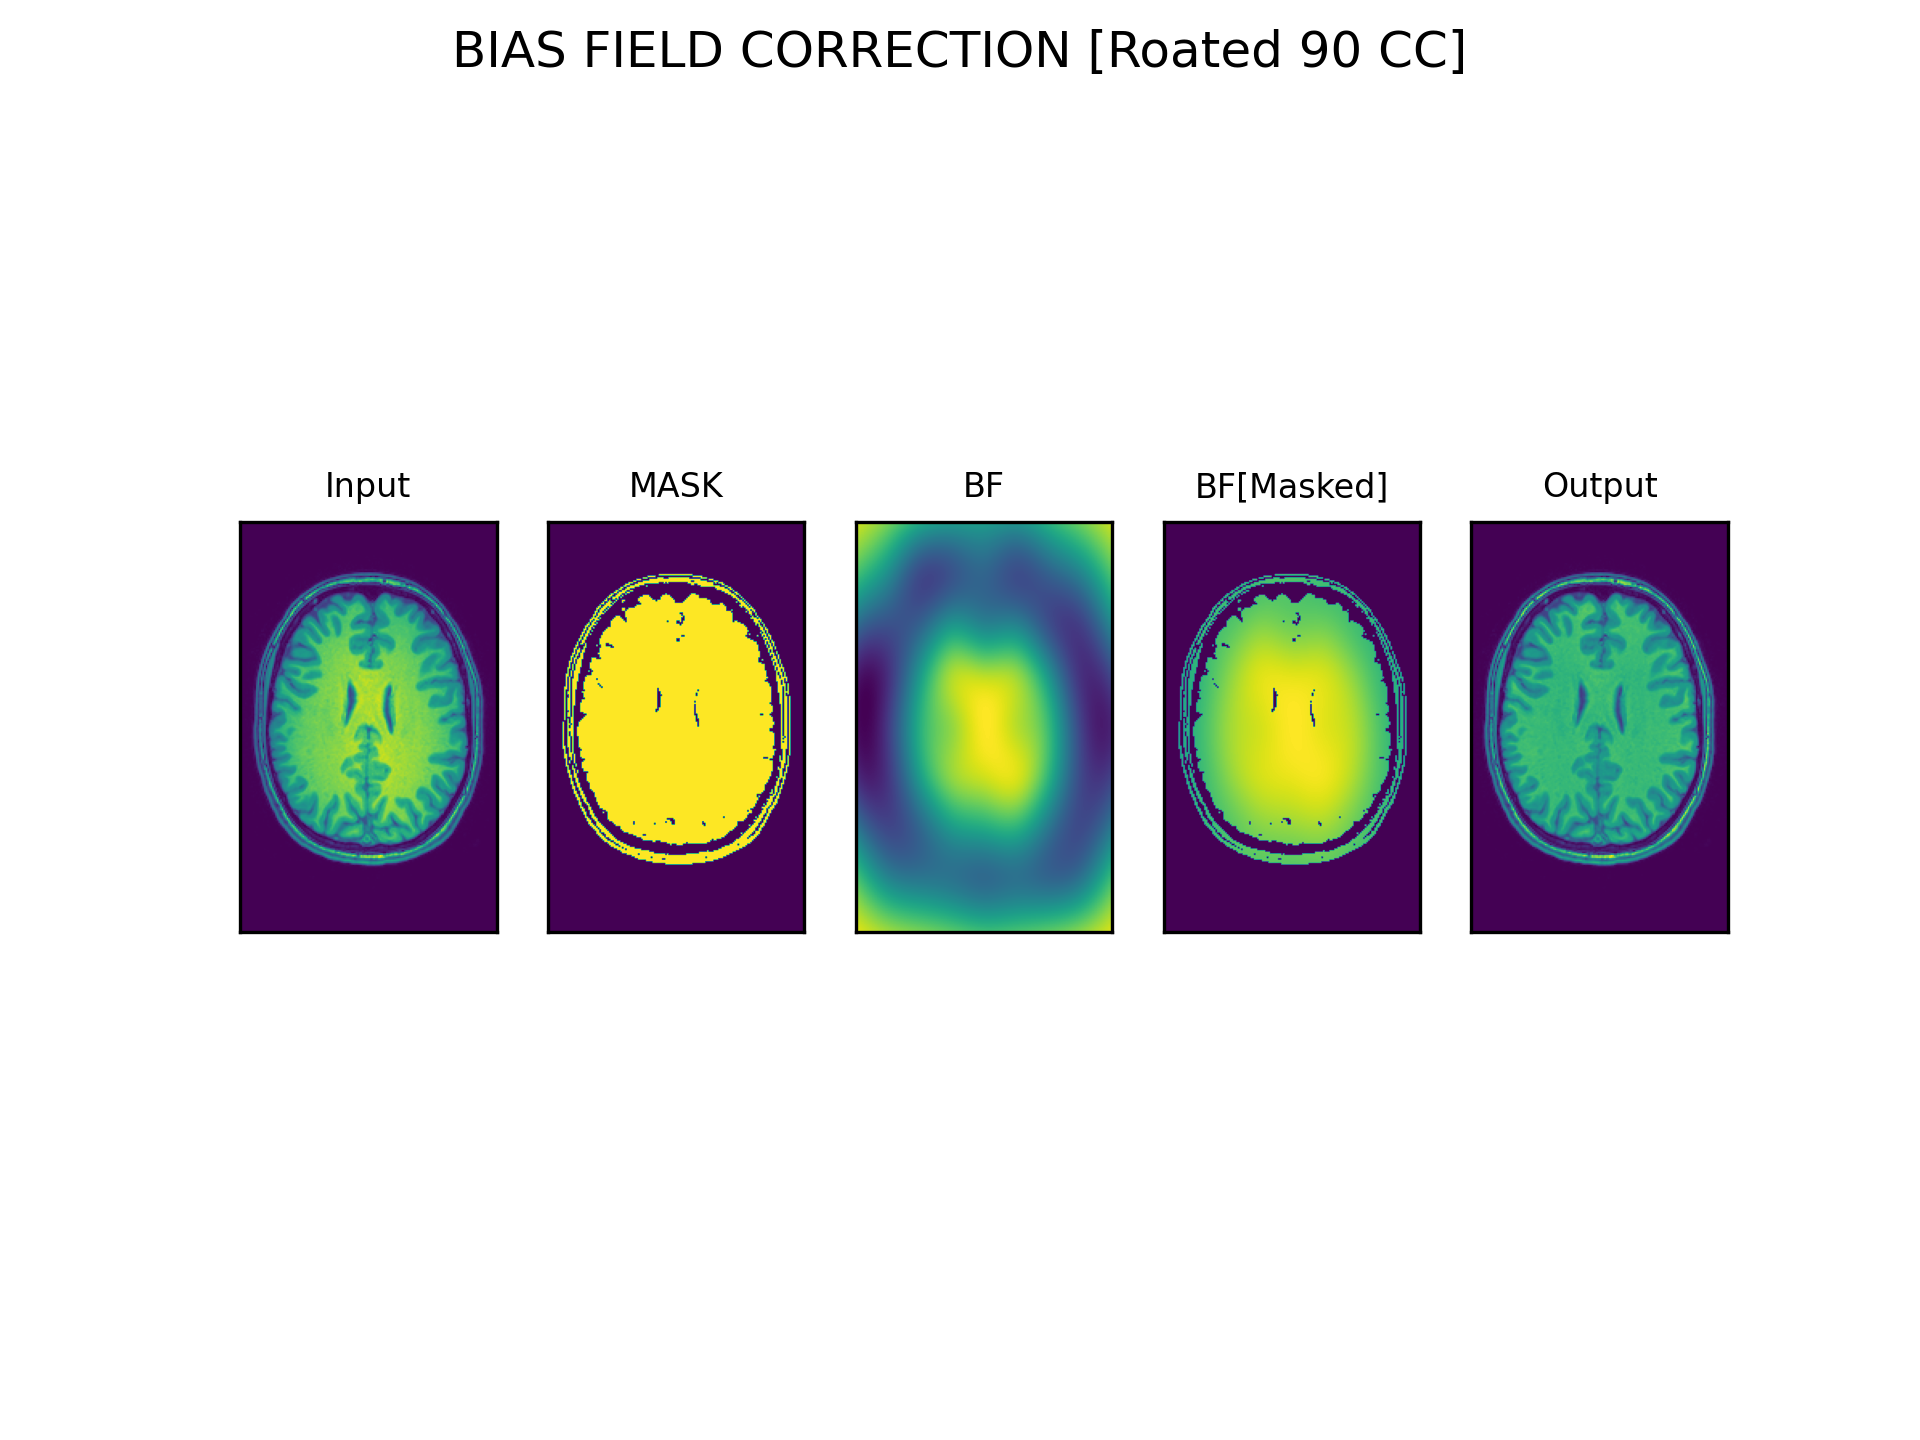 BIAS FIELD CORRECTION [Roated 90 CC]
Input
MASK
BF
BF[Masked]
Output